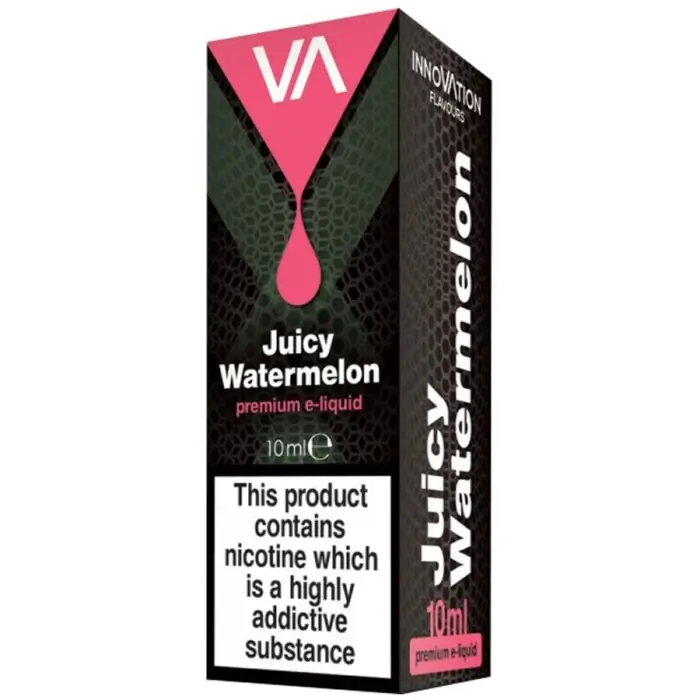 VA
Juicy
Watermelon
premium e-liquid
10ml℮
This product
contains
nicotine which
is a highly
addictive
substance
INNOVATION
FLAVOURS
Juicy
Watermelon
10ml
premium e-liquid